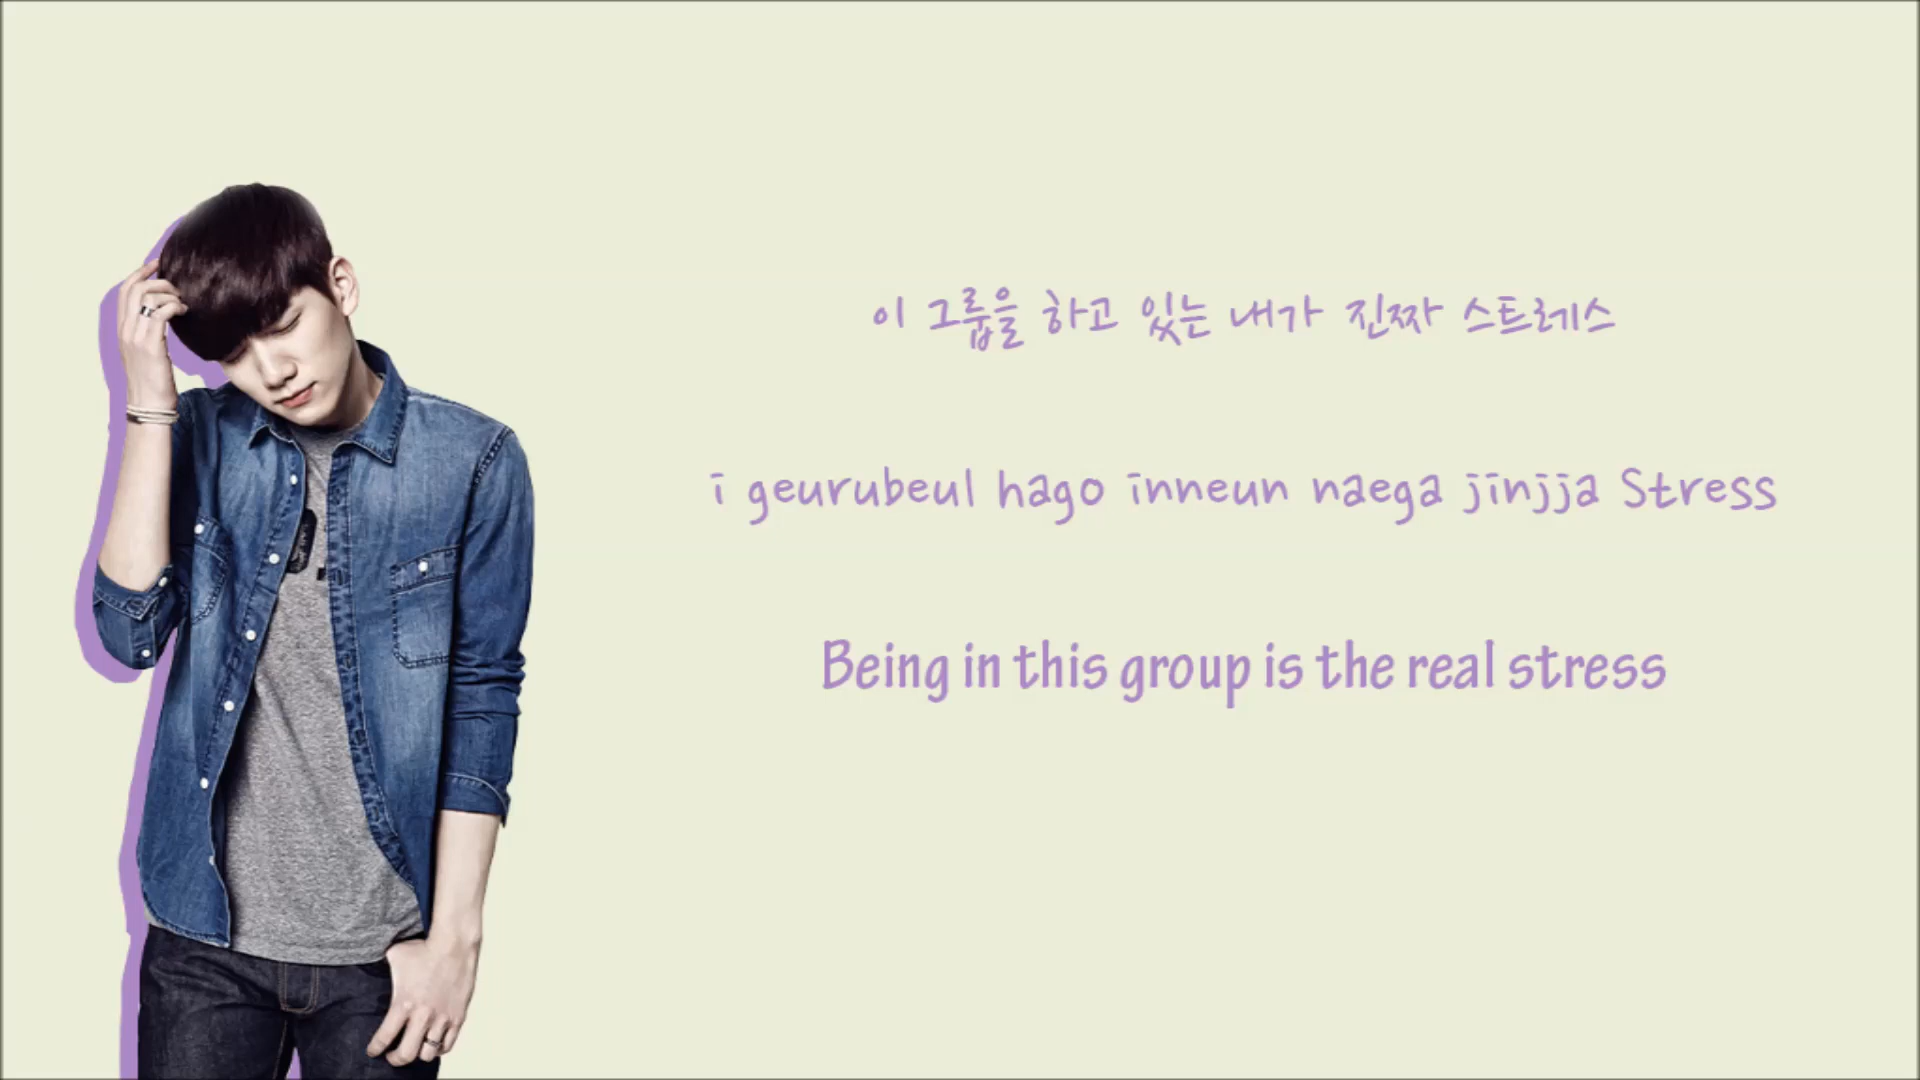 이 그룹을 하고 있는 내가 진짜 스트레스
i geurubeul hago inneun naega jinjja Stress
Being in this group is the real stress